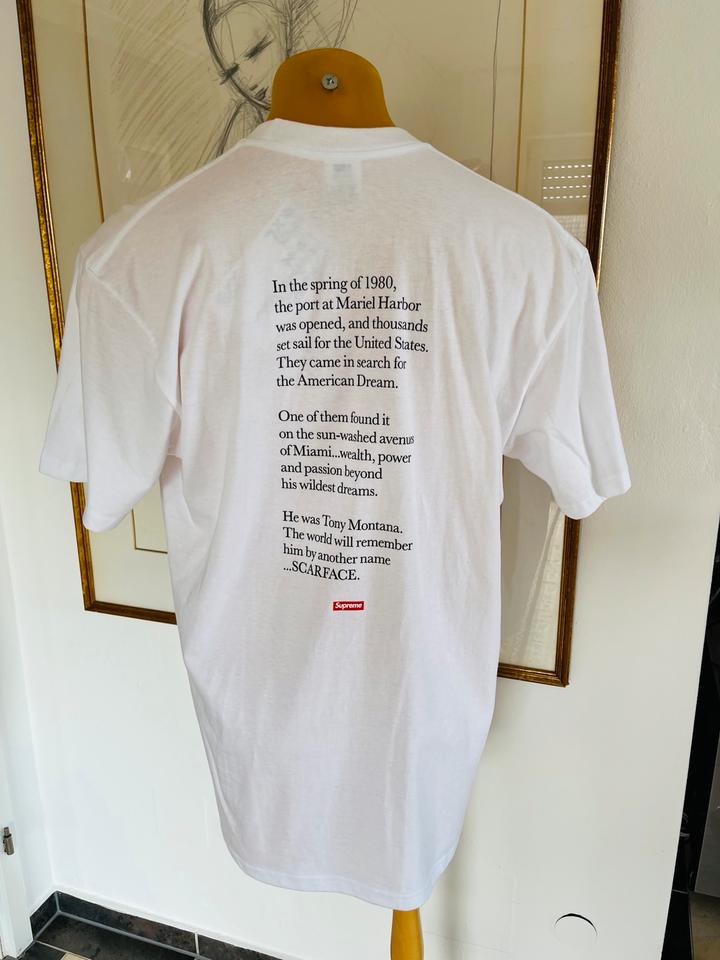 In the spring of 1980,
the port at Mariel Harbor
was opened, and thousands
set sail for the United States.
They came in search for
the American Dream.
One of them found it
on the sun-washed avenus
of Miami...wealth, power
and passion beyond
his wildest dreams.
He was Tony Montana.
The world will remember
him by another name
...SCARFACE.
Supreme